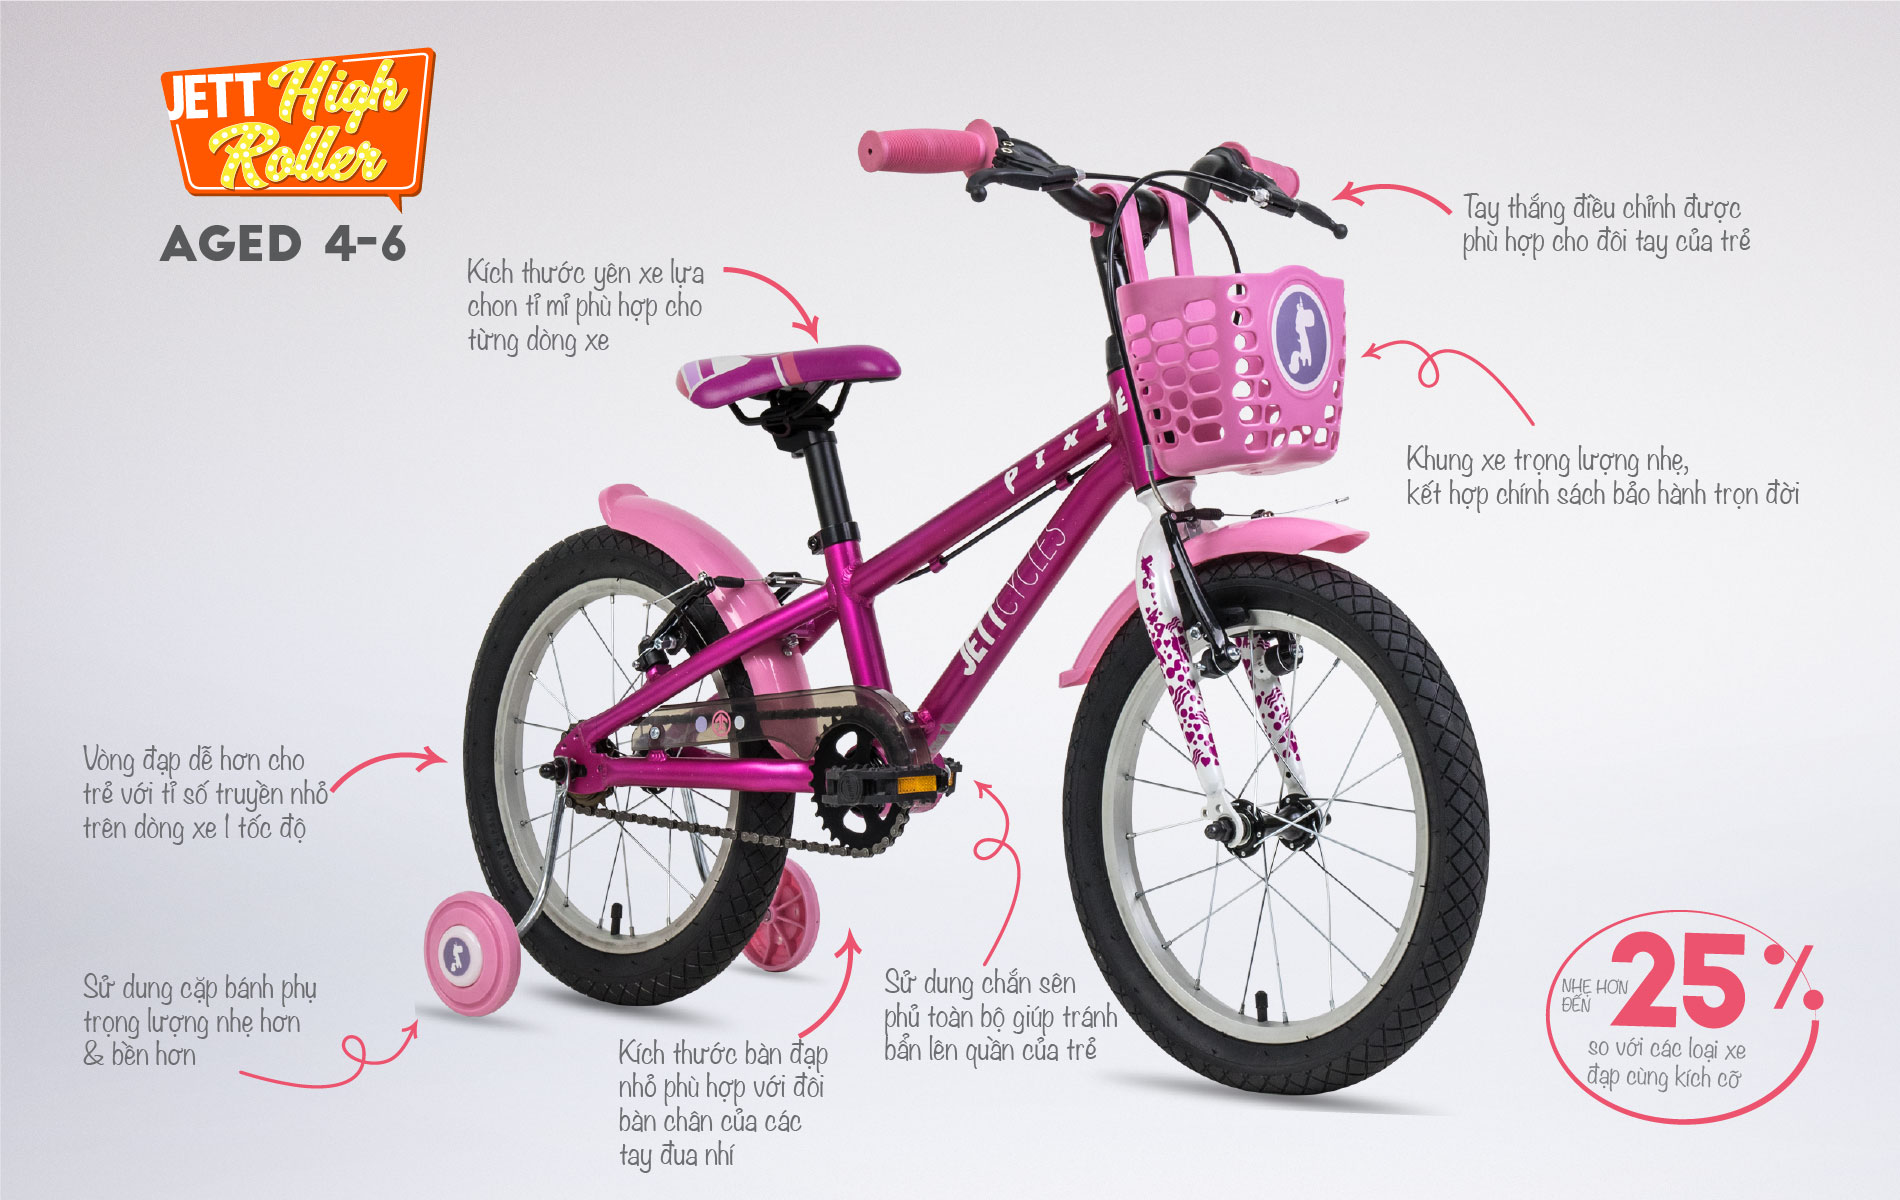 JETT High
Roller
AGED 4-6
Kích thước yên xe lựa
chon tỉ mỉ phù hợp cho
từng dòng xe
Tay thắng điều chỉnh được
phù hợp cho đôi tay của trẻ
Khung xe trọng lượng nhẹ,
kết hợp chính sách bảo hành trọn đời
PIXIE
JETTCYCLES
Vòng đạp dễ hơn cho
trẻ với tỉ số truyền nhỏ
trên dòng xe 1 tốc độ
Sử dung cặp bánh phụ
trọng lượng nhẹ hơn
& bền hơn
Kích thước bàn đạp
nhỏ phù hợp với đôi
bàn chân của các
tay đua nhí
Sử dung chắn sên
phủ toàn bộ giúp tránh
bẩn lên quần của trẻ
NHẸ HƠN
ĐẾN
25%
so với các loại xe
đạp cùng kích cỡ